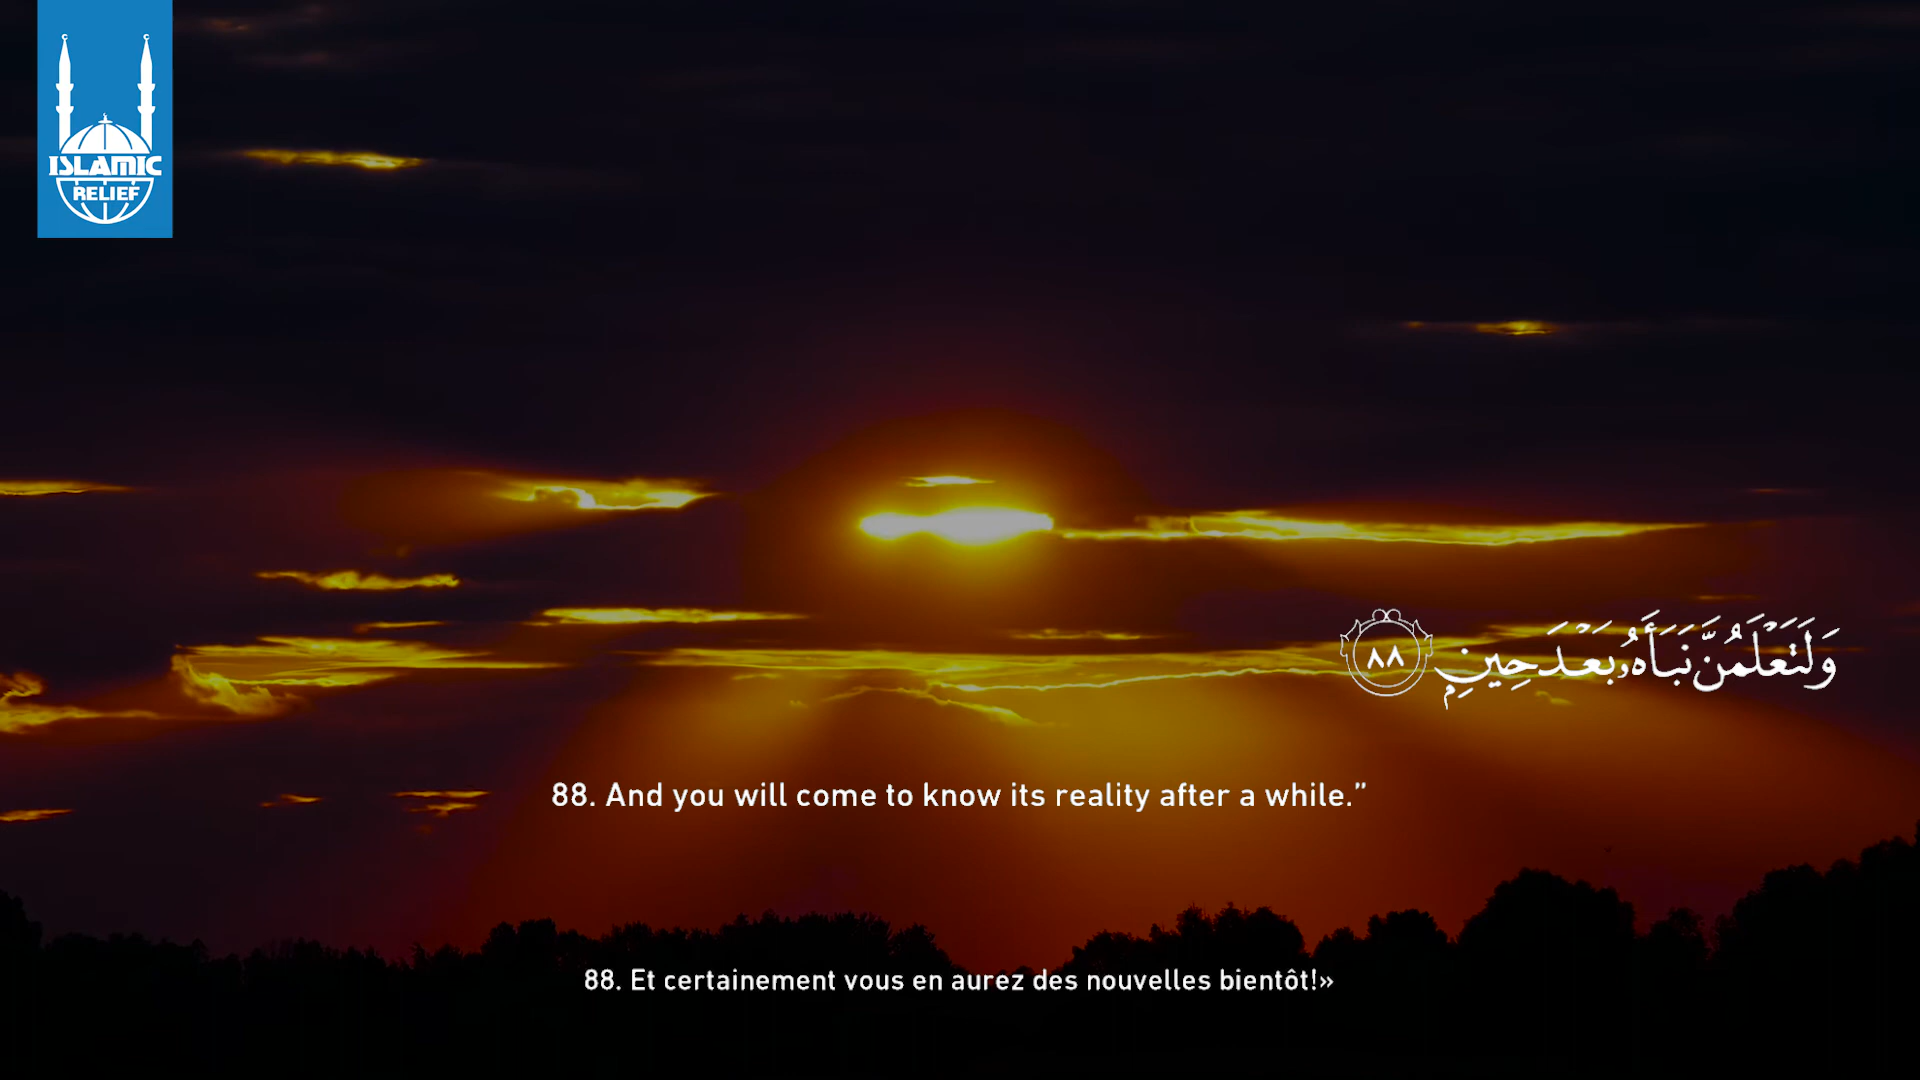 ISLAMIC
RELIEF
وَلَتَعْلَمُنَّ نَبَأَهُۥ بَعْدَ حِينِۭ ٨٨
88. And you will come to know its reality after a while.”
88. Et certainement vous en aurez des nouvelles bientôt!»